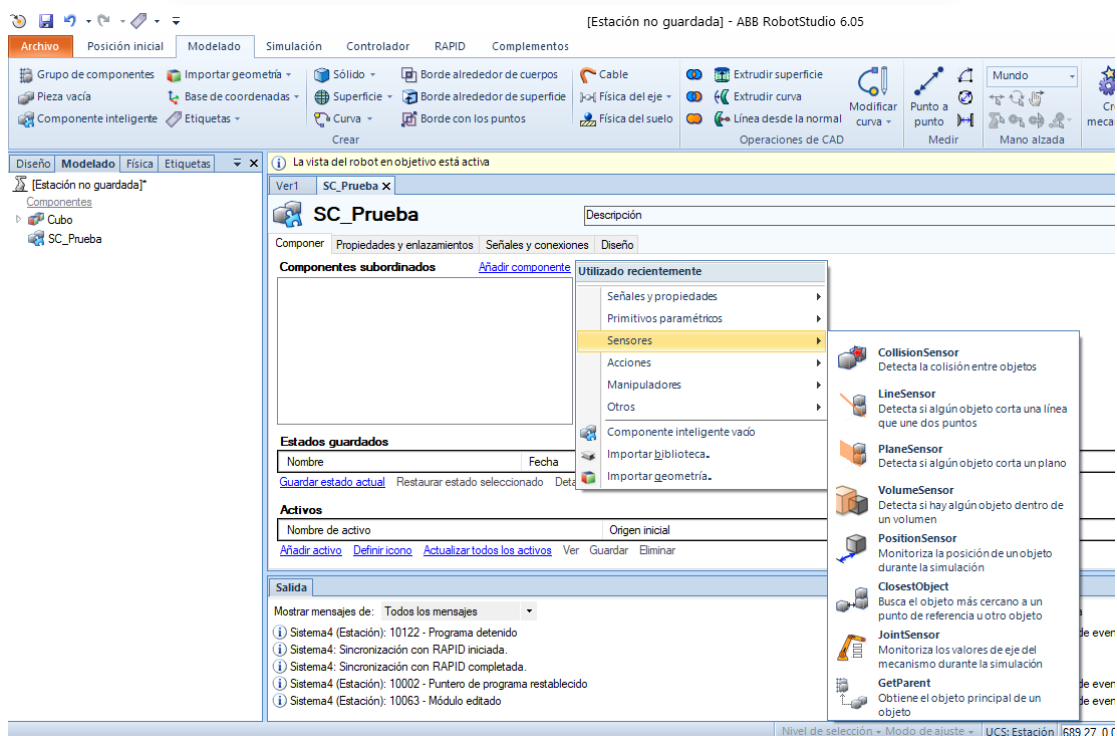 [Estación no guardada] - ABB RobotStudio 6.05
Archivo Posición inicial Modelado Simulación Controlador RAPID Complementos
Grupo de componentes Importar geometría Sólido Borde alrededor de cuerpos Cable Extrudir superficie Mundo
Pieza vacía Base de coordenadas Superficie Borde alrededor de superficie Física del eje Extrudir curva Modificar curva Punto a punto
Componente inteligente Etiquetas Curva Borde con los puntos Física del suelo Línea desde la normal
Crear Operaciones de CAD Medir Mano alzada
Diseño Modelado Física Etiquetas
La vista del robot en objetivo está activa
[Estación no guardada]*
Componentes
Cubo
SC_Prueba
Ver1 SC_Prueba
SC_Prueba Descripción
Componer Propiedades y enlazamientos Señales y conexiones Diseño
Componentes subordinados Añadir componente
Utilizado recientemente
Señales y propiedades
Primitivos paramétricos
Sensores
Acciones
Manipuladores
Otros
Componente inteligente vacío
Importar biblioteca.
Importar geometría.
CollisionSensor
Detecta la colisión entre objetos
LineSensor
Detecta si algún objeto corta una línea
que une dos puntos
PlaneSensor
Detecta si algún objeto corta un plano
VolumeSensor
Detecta si hay algún objeto dentro de
un volumen
PositionSensor
Monitoriza la posición de un objeto
durante la simulación
ClosestObject
Busca el objeto más cercano a un
punto de referencia u otro objeto
JointSensor
Monitoriza los valores de eje del
mecanismo durante la simulación
GetParent
Obtiene el objeto principal de un
objeto
Estados guardados
Nombre Fecha
Guardar estado actual Restaurar estado seleccionado Deta
Activos
Nombre de activo Origen inicial
Añadir activo Definir icono Actualizar todos los activos Ver Guardar Eliminar
Salida
Mostrar mensajes de: Todos los mensajes
Sistema4 (Estación): 10122 - Programa detenido
Sistema4: Sincronización con RAPID iniciada.
Sistema4: Sincronización con RAPID completada.
Sistema4 (Estación): 10002 - Puntero de programa restablecido
Sistema4 (Estación): 10063 - Módulo editado
Nivel de selección Modo de ajuste UCS: Estación 689.27